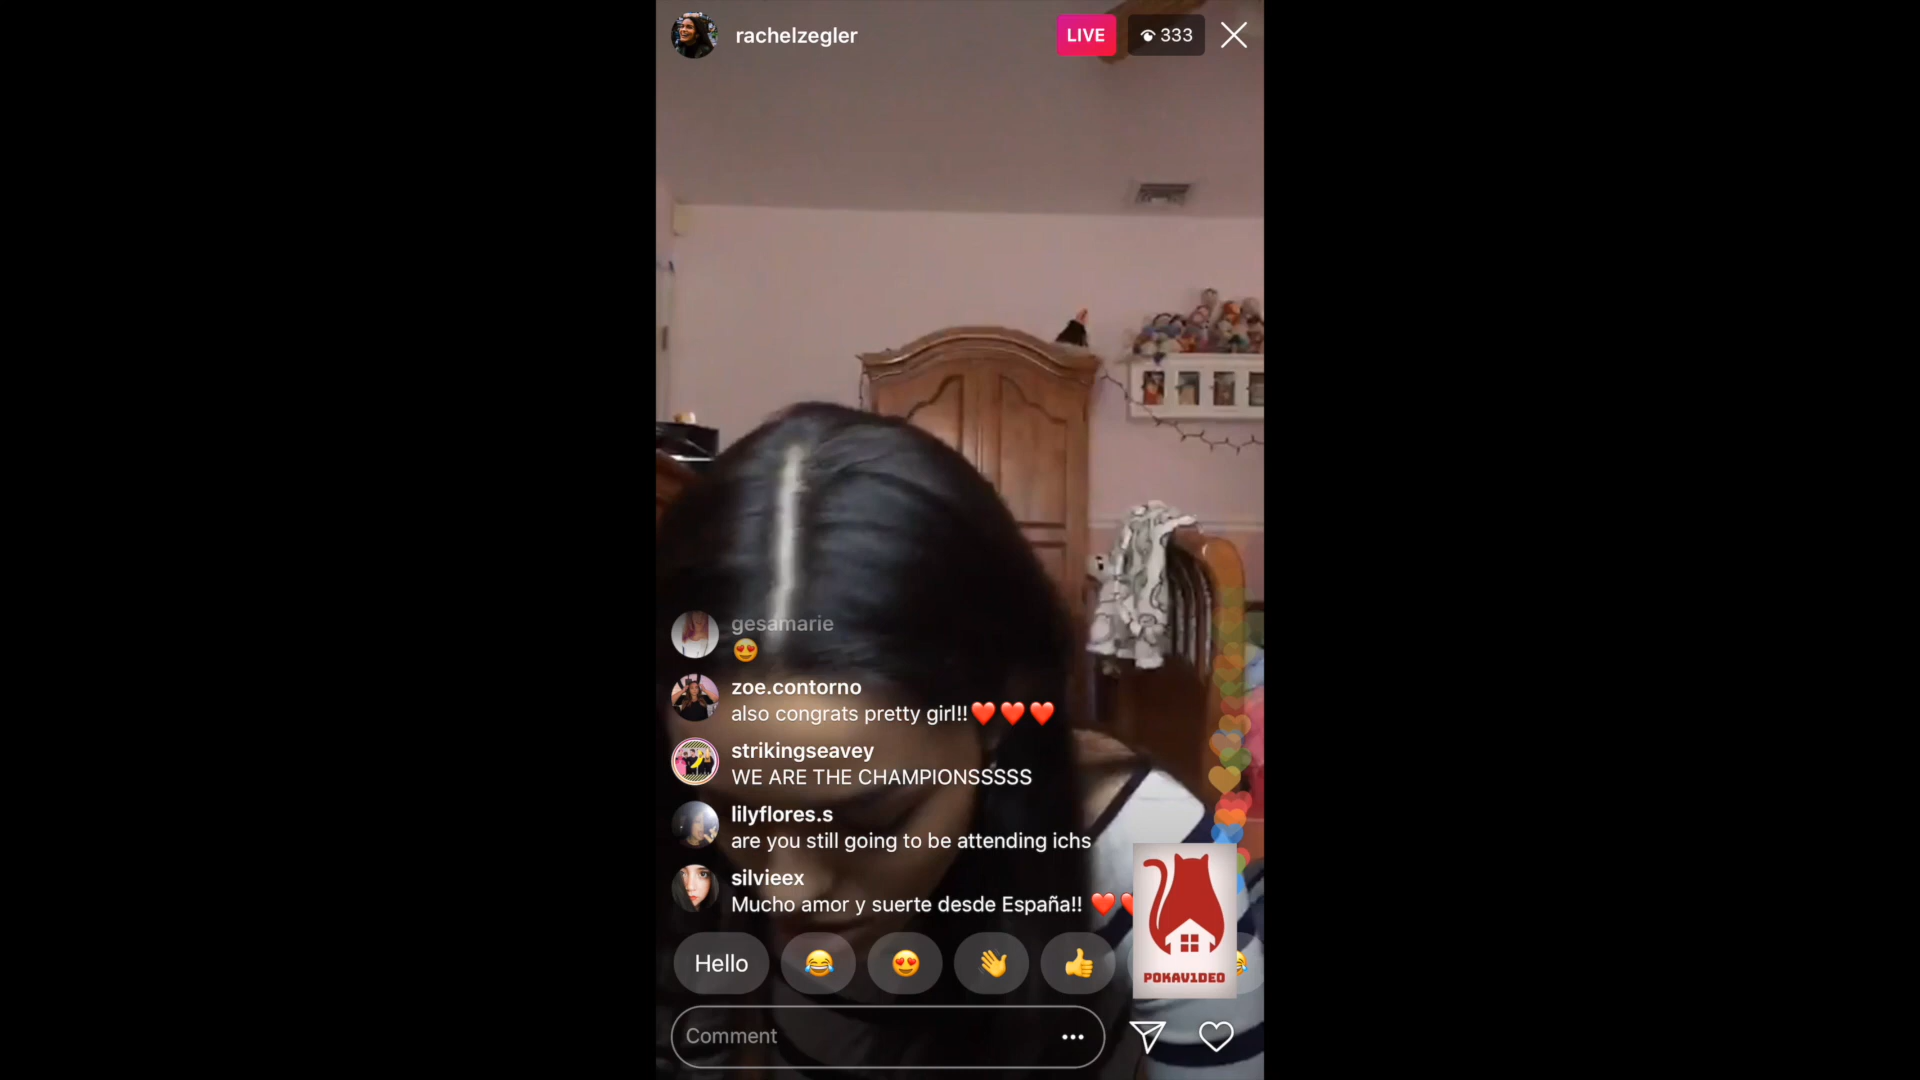 rachelzegler
LIVE
333
gesamarie
😍
zoe.contorno
also congrats pretty girl!!❤️❤️❤️
strikingseavey
WE ARE THE CHAMPIONSSSSS
lilyflores.s
are you still going to be attending ichs
silvieex
Mucho amor y suerte desde España!! ❤️
Hello 😂 😍 👋 👍
POKAV1DEO
Comment